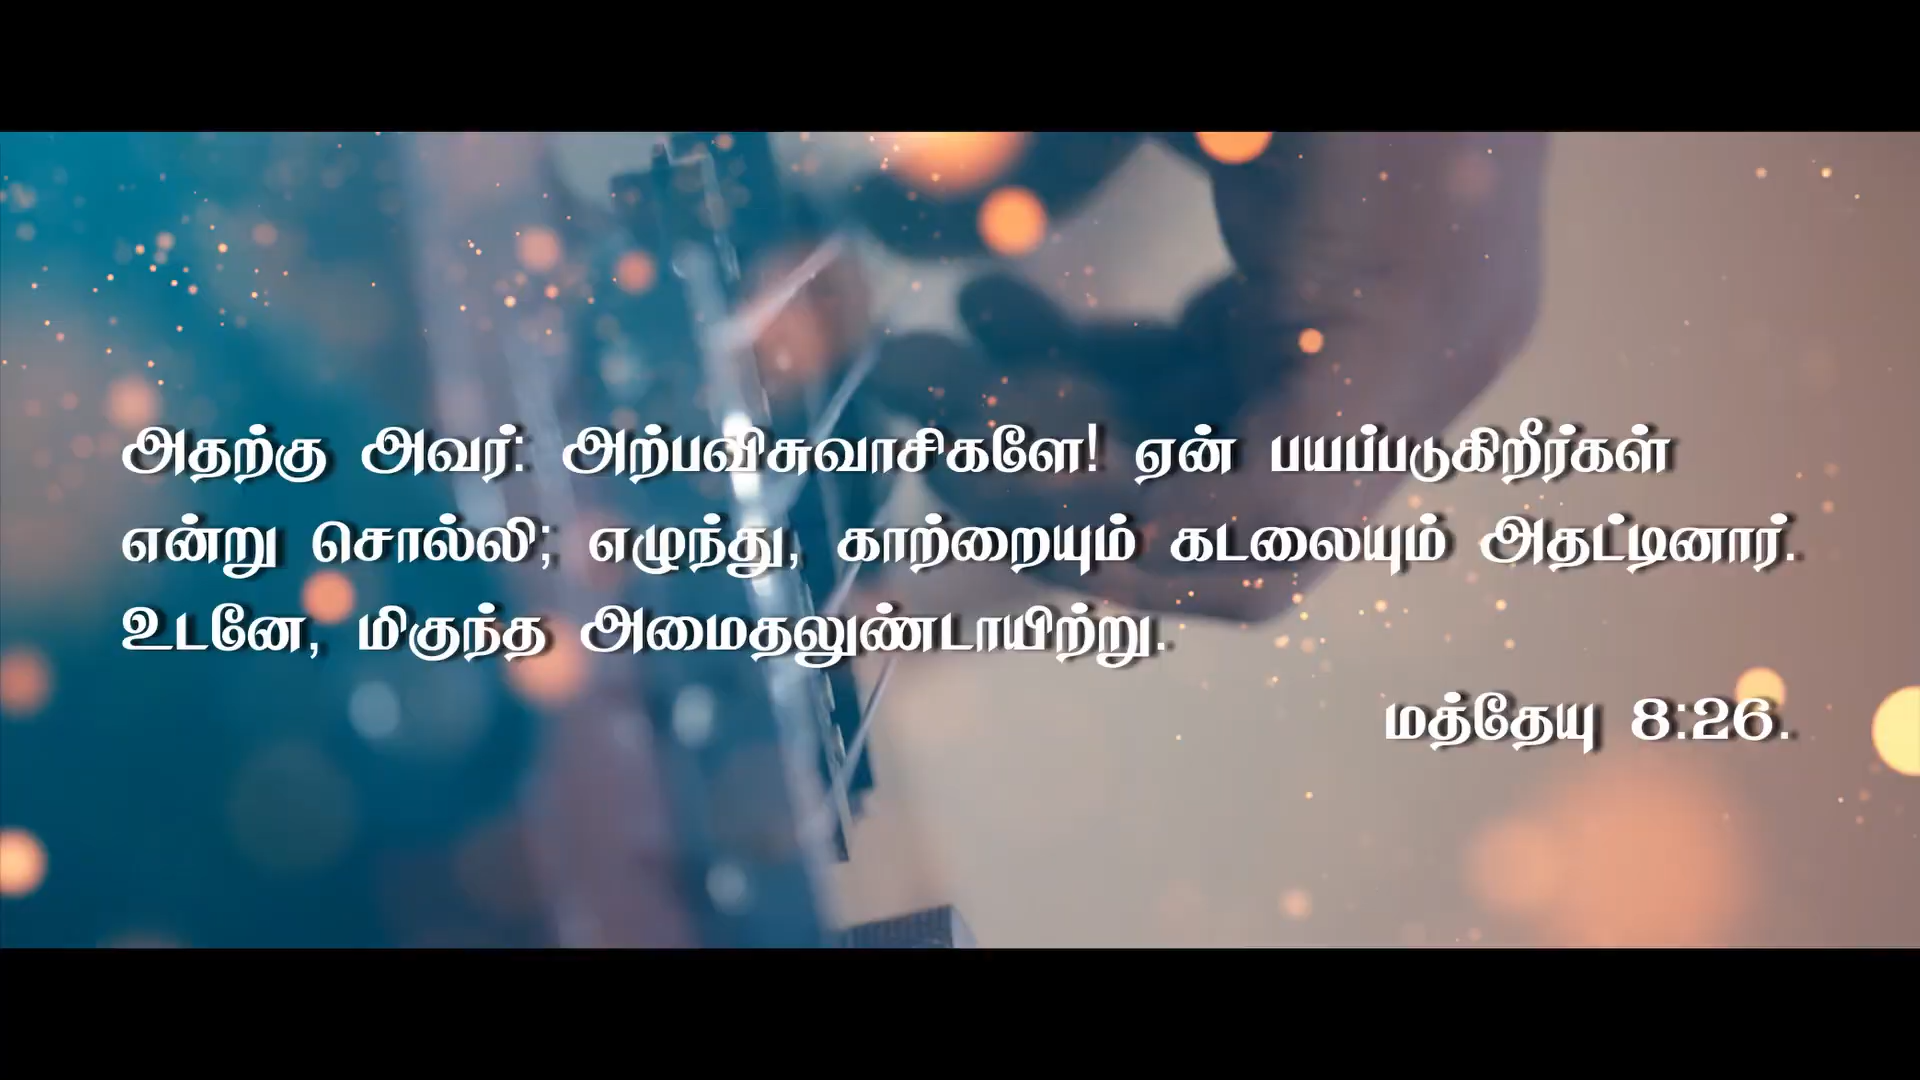 அதற்கு அவர்: அற்பவிசுவாசிகளே! ஏன் பயப்படுகிறீர்கள்
என்று சொல்லி; எழுந்து, காற்றையும் கடலையும் அதட்டினார்.
உடனே, மிகுந்த அமைதலுண்டாயிற்று.
மத்தேயு 8:26.